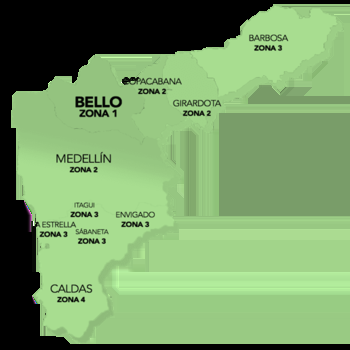 BARBOSA
ZONA 3
COPACABANA
ZONA 2
GIRARDOTA
ZONA 2
BELLO
ZONA 1
MEDELLÍN
ZONA 2
ITAGUI
ZONA 3
ENVIGADO
ZONA 3
LA ESTRELLA
ZONA 3
SABANETA
ZONA 3
CALDAS
ZONA 4